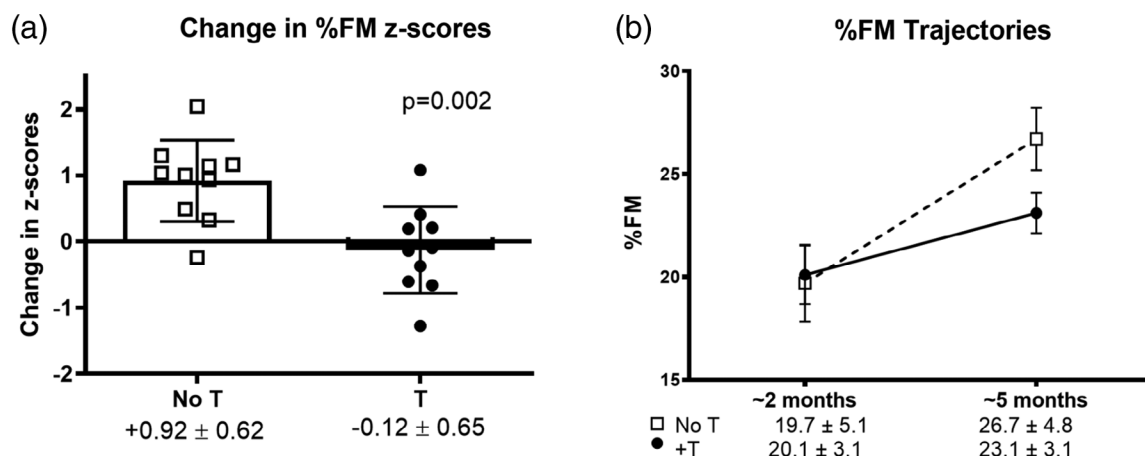 (a)
Change in %FM z-scores
p=0.002
Change in z-scores
2
1
0
-1
-2
No T
T
+0.92 ± 0.62
-0.12 ± 0.65
(b)
%FM Trajectories
%FM
30
25
20
15
~2 months
~5 months
No T
19.7 ± 5.1
26.7 ± 4.8
+T
20.1 ± 3.1
23.1 ± 3.1